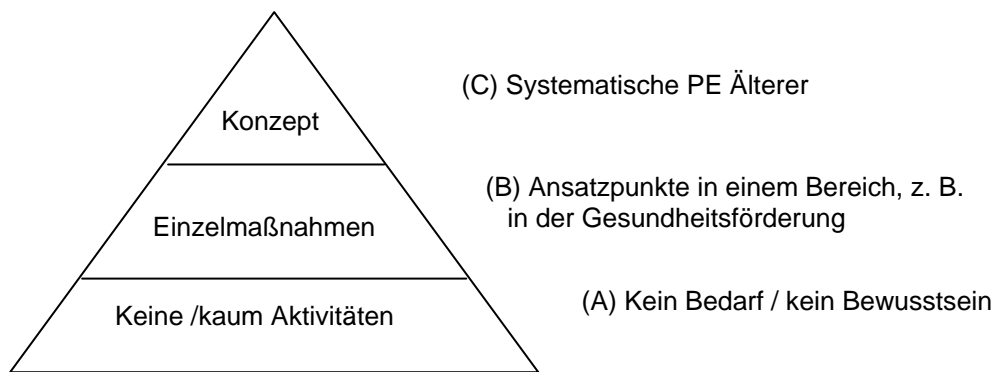 (C) Systematische PE Älterer
Konzept
(B) Ansatzpunkte in einem Bereich, z. B.
in der Gesundheitsförderung
Einzelmaßnahmen
(A) Kein Bedarf / kein Bewusstsein
Keine /kaum Aktivitäten